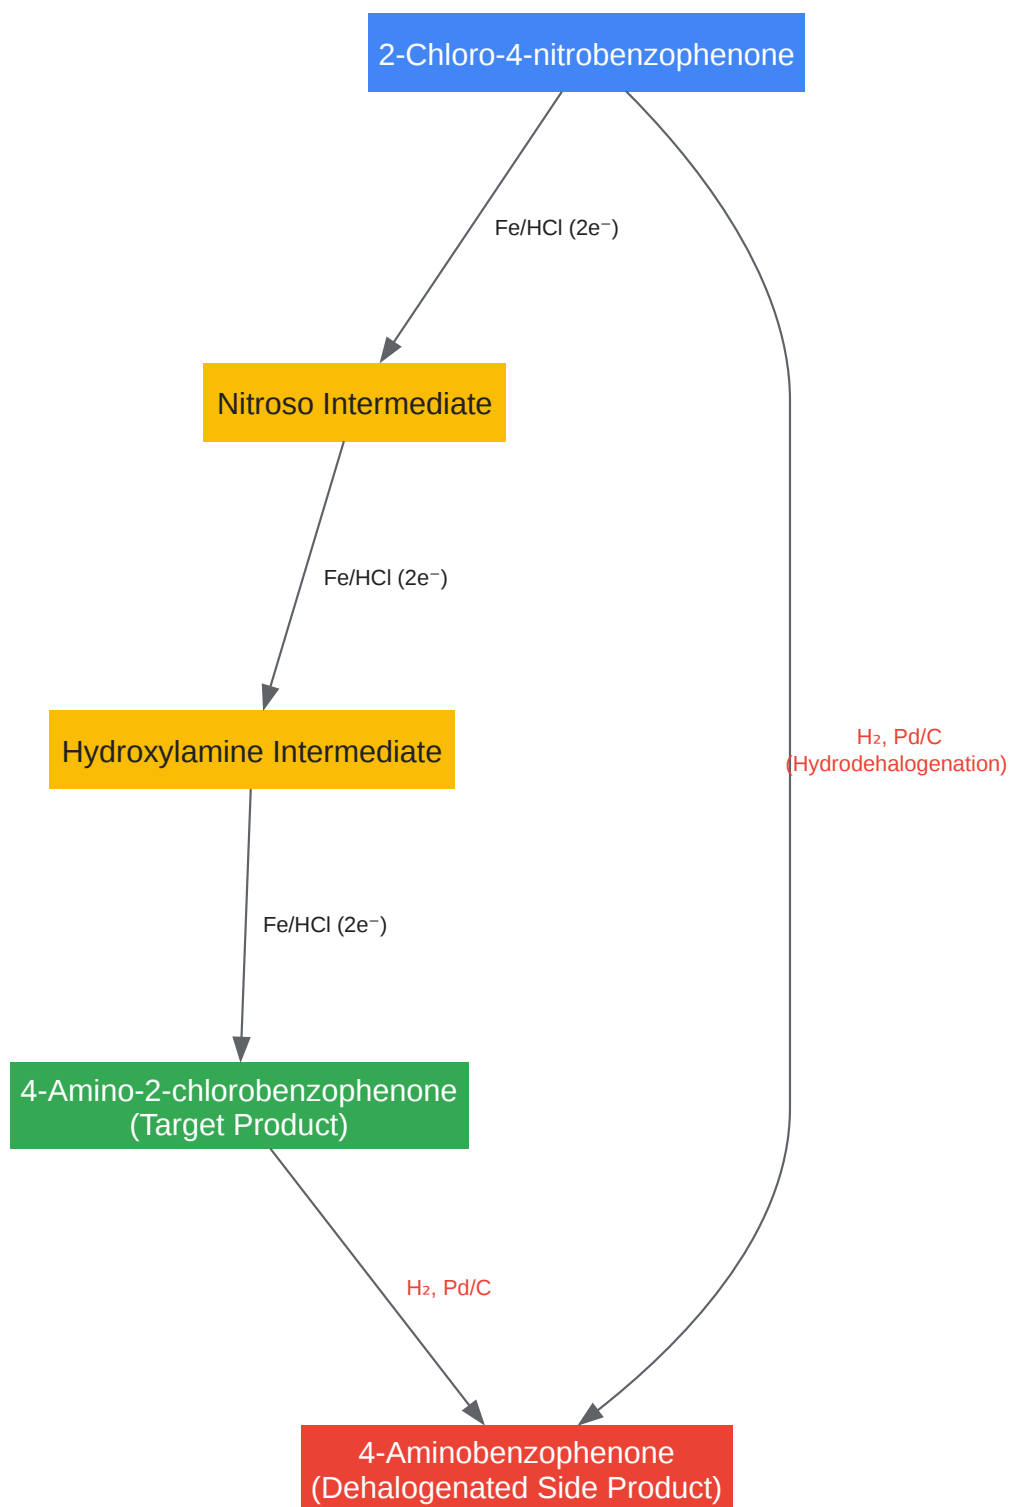 2-Chloro-4-nitrobenzophenone
Fe/HCl (2e⁻)
Nitroso Intermediate
Fe/HCl (2e⁻)
Hydroxylamine Intermediate
H₂, Pd/C
(Hydrodehalogenation)
Fe/HCl (2e⁻)
4-Amino-2-chlorobenzophenone
(Target Product)
H₂, Pd/C
4-Aminobenzophenone
(Dehalogenated Side Product)